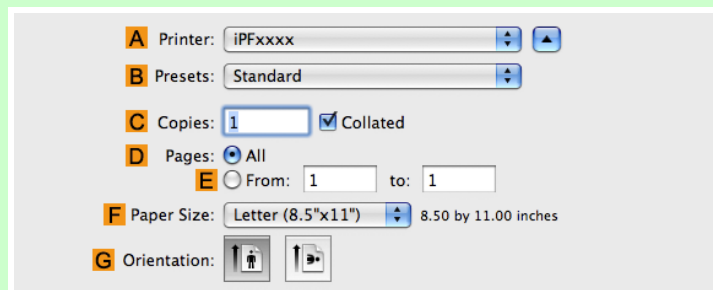 A Printer: iPFxxxx
B Presets: Standard
C Copies: 1 Collated
D Pages: All
E From: 1 to: 1
F Paper Size: Letter (8.5"x11") 8.50 by 11.00 inches
G Orientation: